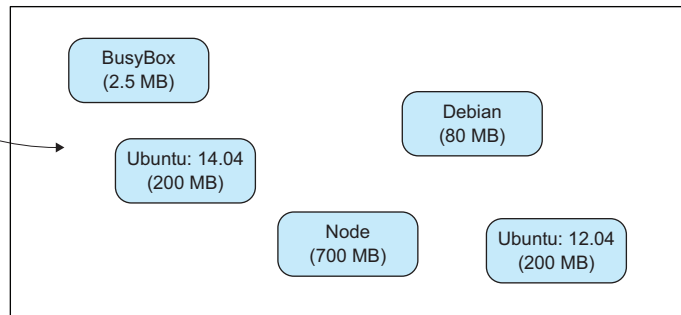 BusyBox
(2.5 MB)
Debian
(80 MB)
Ubuntu: 14.04
(200 MB)
Node
(700 MB)
Ubuntu: 12.04
(200 MB)